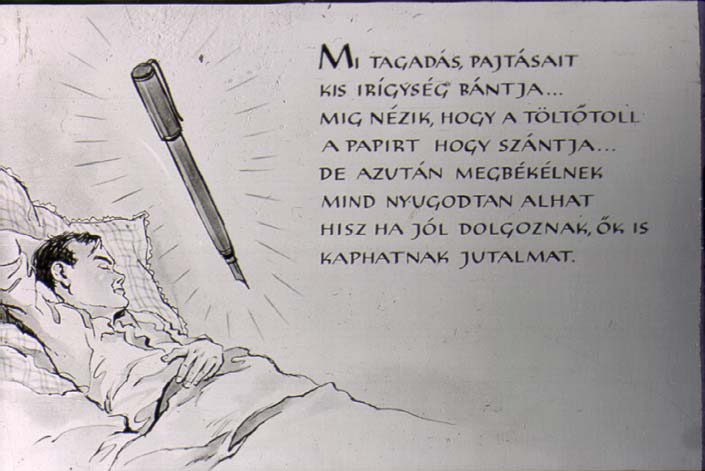 MI TAGADÁS, PAJTÁSAIT
KIS IRÍGYSÉG BÁNTJA...
MIG NÉZIK, HOGY A TÖLTŐTOLL
A PAPIRT HOGY SZÁNTJA...
DE AZUTÁN MEGBÉKÉLNEK
MIND NYUGODTAN ALHAT
HISZ HA JÓL DOLGOZNAK, ŐK IS
KAPHATNAK JUTALMAT.